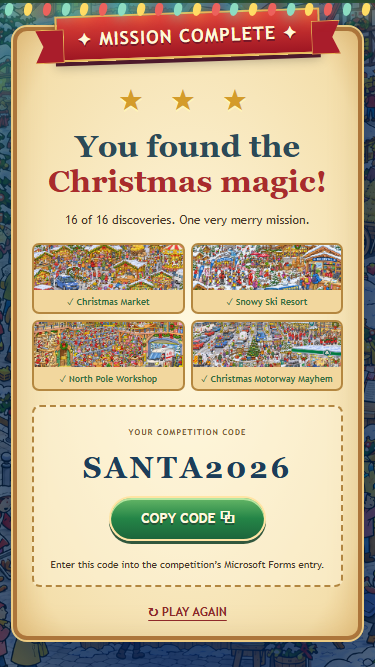 ✦ MISSION COMPLETE ✦
You found the
Christmas magic!
16 of 16 discoveries. One very merry mission.
✓ Christmas Market
✓ Snowy Ski Resort
✓ North Pole Workshop
✓ Christmas Motorway Mayhem
YOUR COMPETITION CODE
SANTA2026
COPY CODE
Enter this code into the competition's Microsoft Forms entry.
↻ PLAY AGAIN